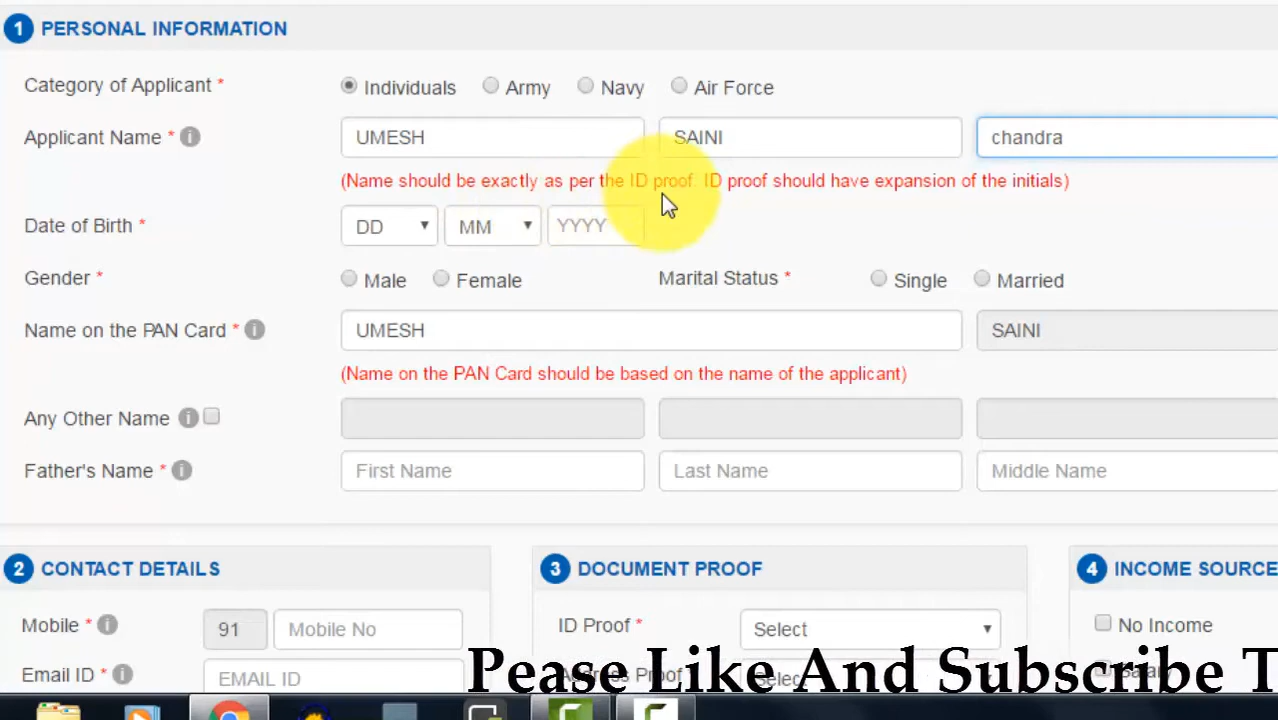 1 PERSONAL INFORMATION
Category of Applicant * Individuals Army Navy Air Force
Applicant Name * i UMESH SAINI chandra
(Name should be exactly as per the ID proof. ID proof should have expansion of the initials)
Date of Birth * DD MM YYYY
Gender * Male Female Marital Status * Single Married
Name on the PAN Card * i UMESH SAINI
(Name on the PAN Card should be based on the name of the applicant)
Any Other Name i
Father's Name * i First Name Last Name Middle Name
2 CONTACT DETAILS 3 DOCUMENT PROOF 4 INCOME SOURCE
Mobile * i 91 Mobile No ID Proof * Select No Income
Email ID * i EMAIL ID Address Proof Select Salary
Pease Like And Subscribe T